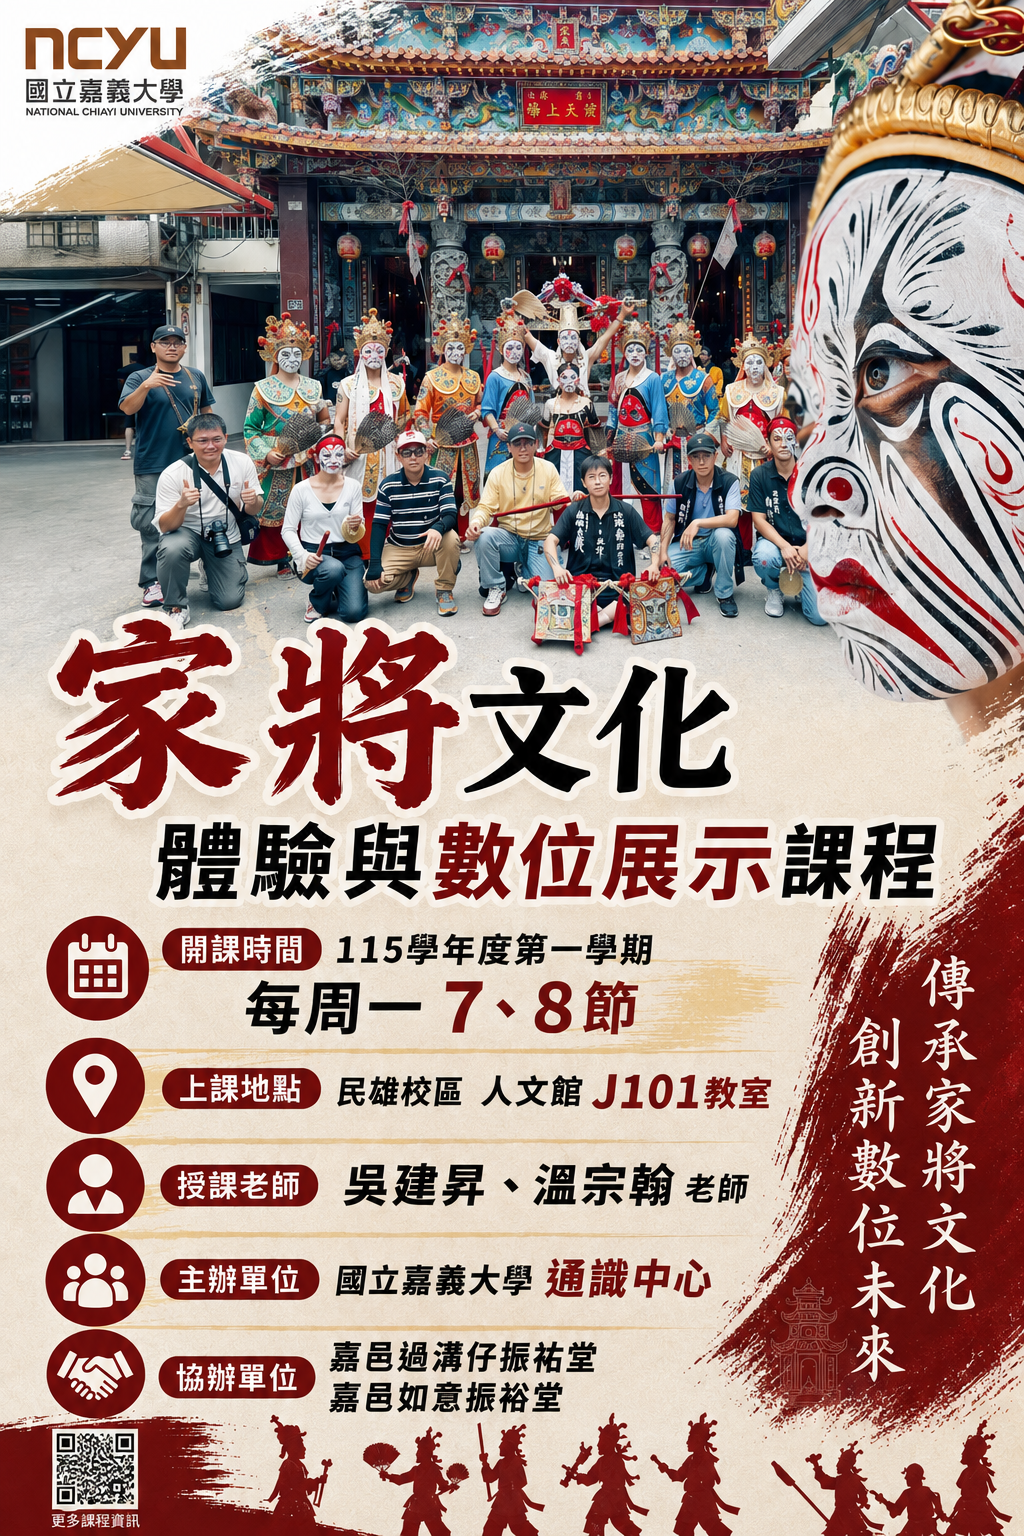 ncyu
國立嘉義大學
NATIONAL CHIAYI UNIVERSITY
家將文化
體驗與數位展示課程
開課時間 115學年度第一學期
每周一 7、8節
上課地點 民雄校區 人文館 J101教室
授課老師 吳建昇、溫宗翰 老師
主辦單位 國立嘉義大學 通識中心
協辦單位 嘉邑過溝仔振祐堂
嘉邑如意振裕堂
傳承家將文化
創新數位未來
更多課程資訊